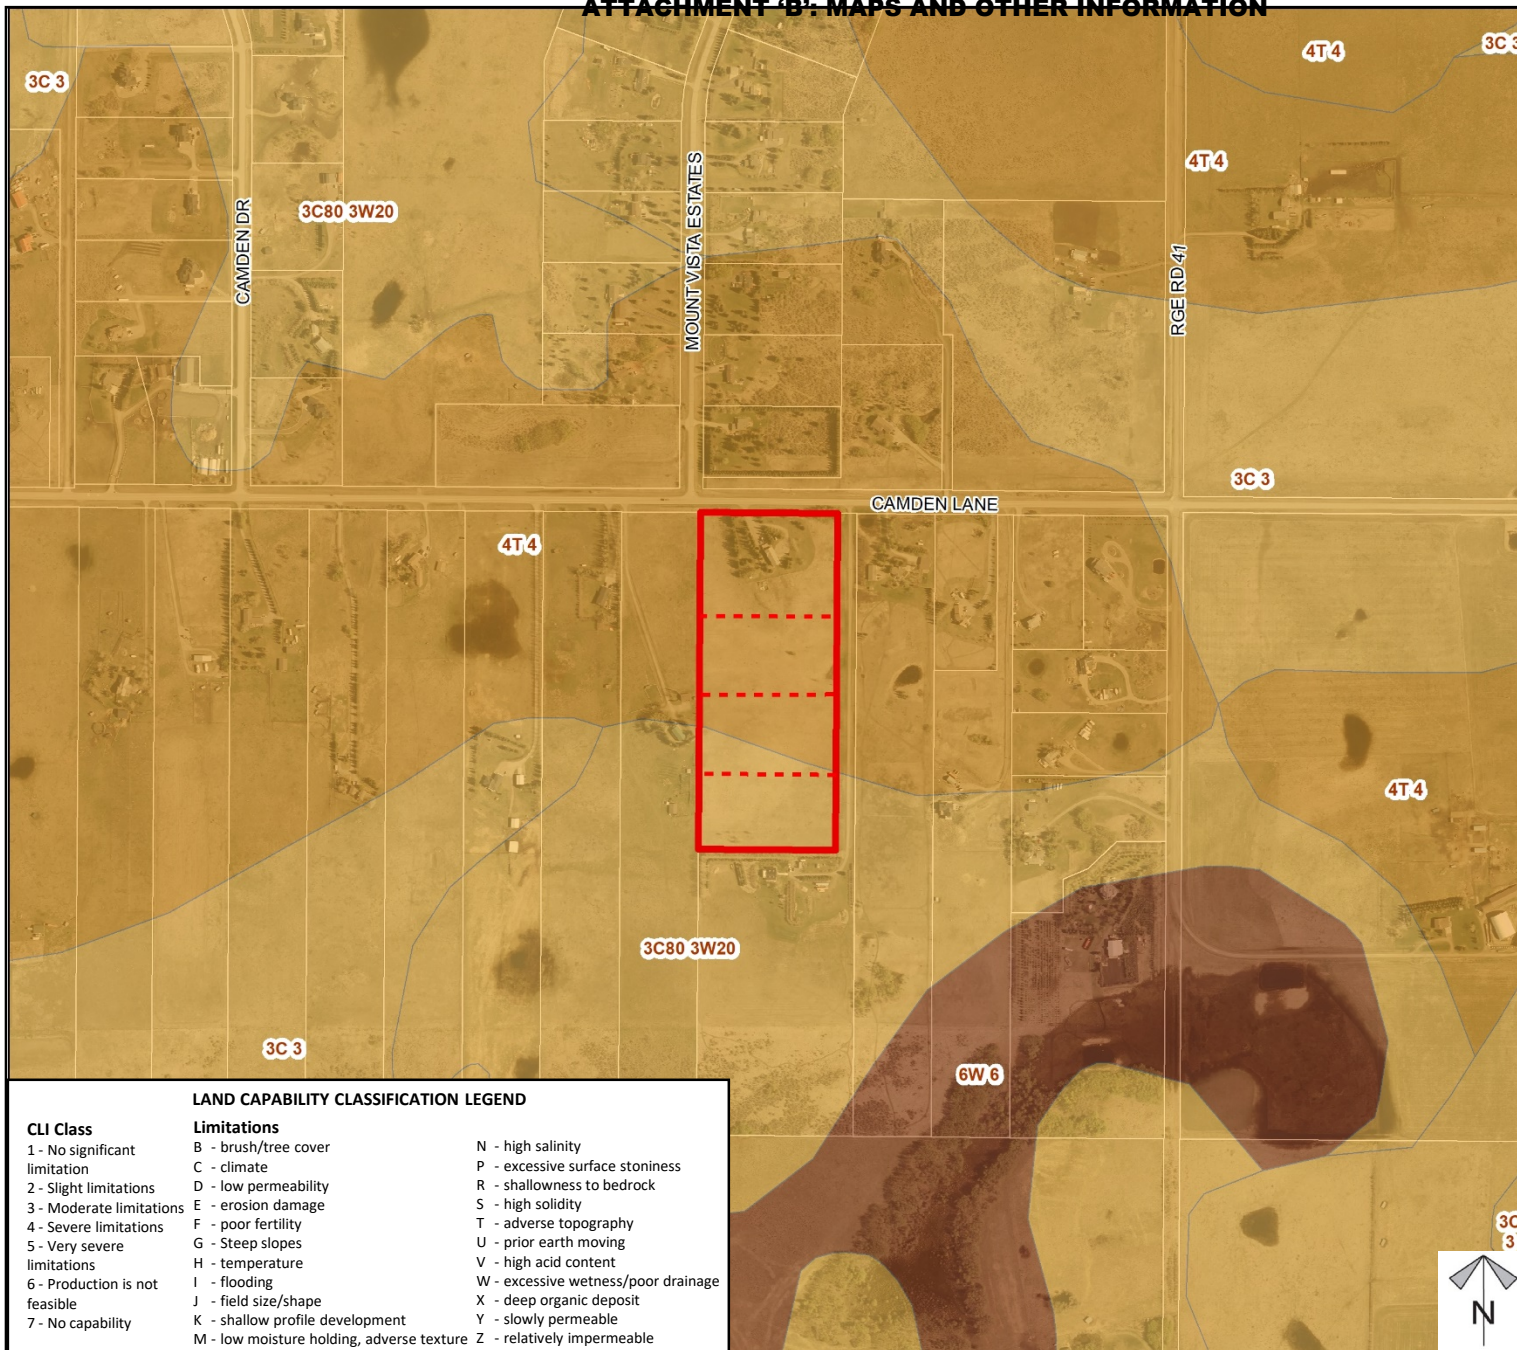 ATTACHMENT 'B': MAPS AND OTHER INFORMATION
3C 3
4T 4
3C 3
4T 4
3C80 3W20
CAMDEN DR
MOUNT VISTA ESTATES
RGE RD 41
3C 3
CAMDEN LANE
4T 4
4T 4
3C80 3W20
3C 3
6W 6
3C
3
N
LAND CAPABILITY CLASSIFICATION LEGEND
CLI Class
1 - No significant
limitation
2 - Slight limitations
3 - Moderate limitations
4 - Severe limitations
5 - Very severe
limitations
6 - Production is not
feasible
7 - No capability
Limitations
B - brush/tree cover
C - climate
D - low permeability
E - erosion damage
F - poor fertility
G - Steep slopes
H - temperature
I - flooding
J - field size/shape
K - shallow profile development
M - low moisture holding, adverse texture
N - high salinity
P - excessive surface stoniness
R - shallowness to bedrock
S - high solidity
T - adverse topography
U - prior earth moving
V - high acid content
W - excessive wetness/poor drainage
X - deep organic deposit
Y - slowly permeable
Z - relatively impermeable